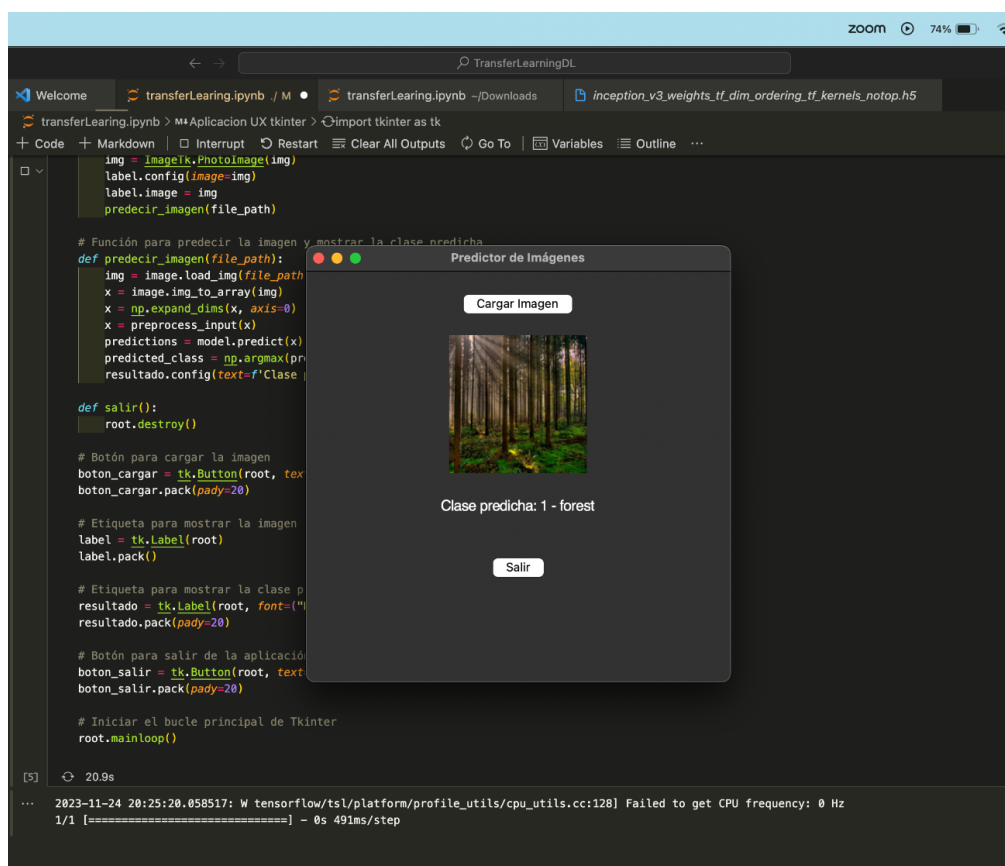 zoom 74%
TransferLearningDL
Welcome transferLearing.ipynb ./ M transferLearing.ipynb ~/Downloads inception_v3_weights_tf_dim_ordering_tf_kernels_notop.h5
transferLearing.ipynb > M↓Aplicacion UX tkinter > import tkinter as tk
+ Code + Markdown Interrupt Restart Clear All Outputs Go To Variables Outline ...
img = ImageTk.PhotoImage(img)
label.config(image=img)
label.image = img
predecir_imagen(file_path)
# Función para predecir la imagen y mostrar la clase predicha
def predecir_imagen(file_path):
img = image.load_img(file_path
x = image.img_to_array(img)
x = np.expand_dims(x, axis=0)
x = preprocess_input(x)
predictions = model.predict(x)
predicted_class = np.argmax(
resultado.config(text=f'Clase
def salir():
root.destroy()
# Botón para cargar la imagen
boton_cargar = tk.Button(root,
boton_cargar.pack(pady=20)
# Etiqueta para mostrar la imagen
label = tk.Label(root)
label.pack()
# Etiqueta para mostrar la clase
resultado = tk.Label(root, font=("
resultado.pack(pady=20)
# Botón para salir de la aplicación
boton_salir = tk.Button(root, text
boton_salir.pack(pady=20)
# Iniciar el bucle principal de Tkinter
root.mainloop()
Predictor de Imágenes
Cargar Imagen
Clase predicha: 1 - forest
Salir
[5] 20.9s
... 2023-11-24 20:25:20.058517: W tensorflow/tsl/platform/profile_utils/cpu_utils.cc:128] Failed to get CPU frequency: 0 Hz
1/1 [==============================] - 0s 491ms/step